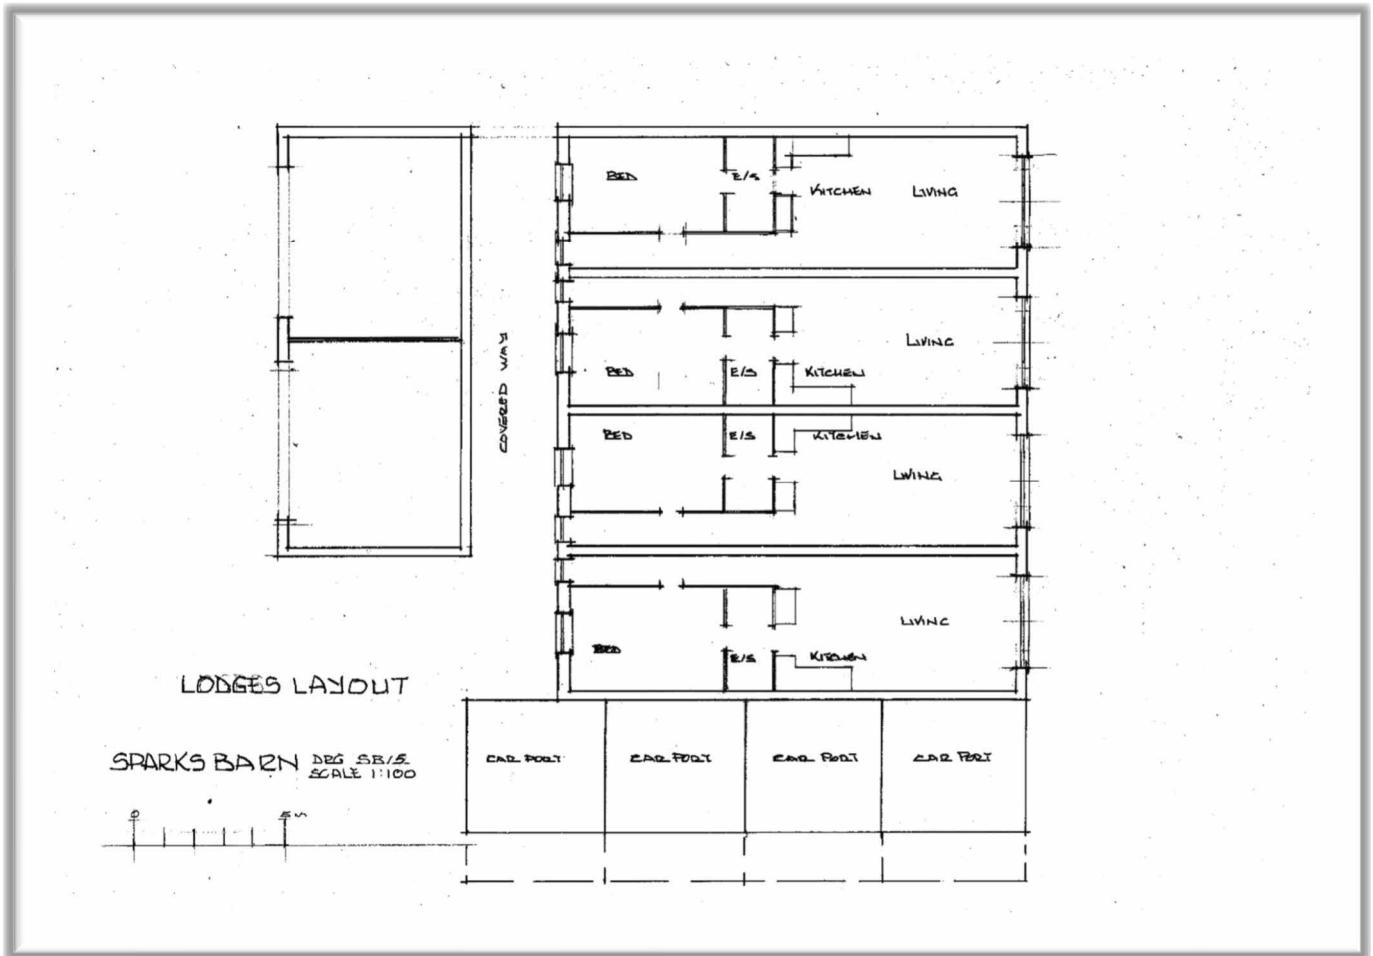 BED
E/S
KITCHEN
LIVING
LIVING
BED
E/S
KITCHEN
COVERED WAY
BED
E/S
KITCHEN
LIVING
LIVING
BED
E/S
KITCHEN
LODGES LAYOUT
CAR PORT
CAR PORT
CAR PORT
CAR PORT
SPARKS BARN DRG SB/5
SCALE 1:100
0 5 M